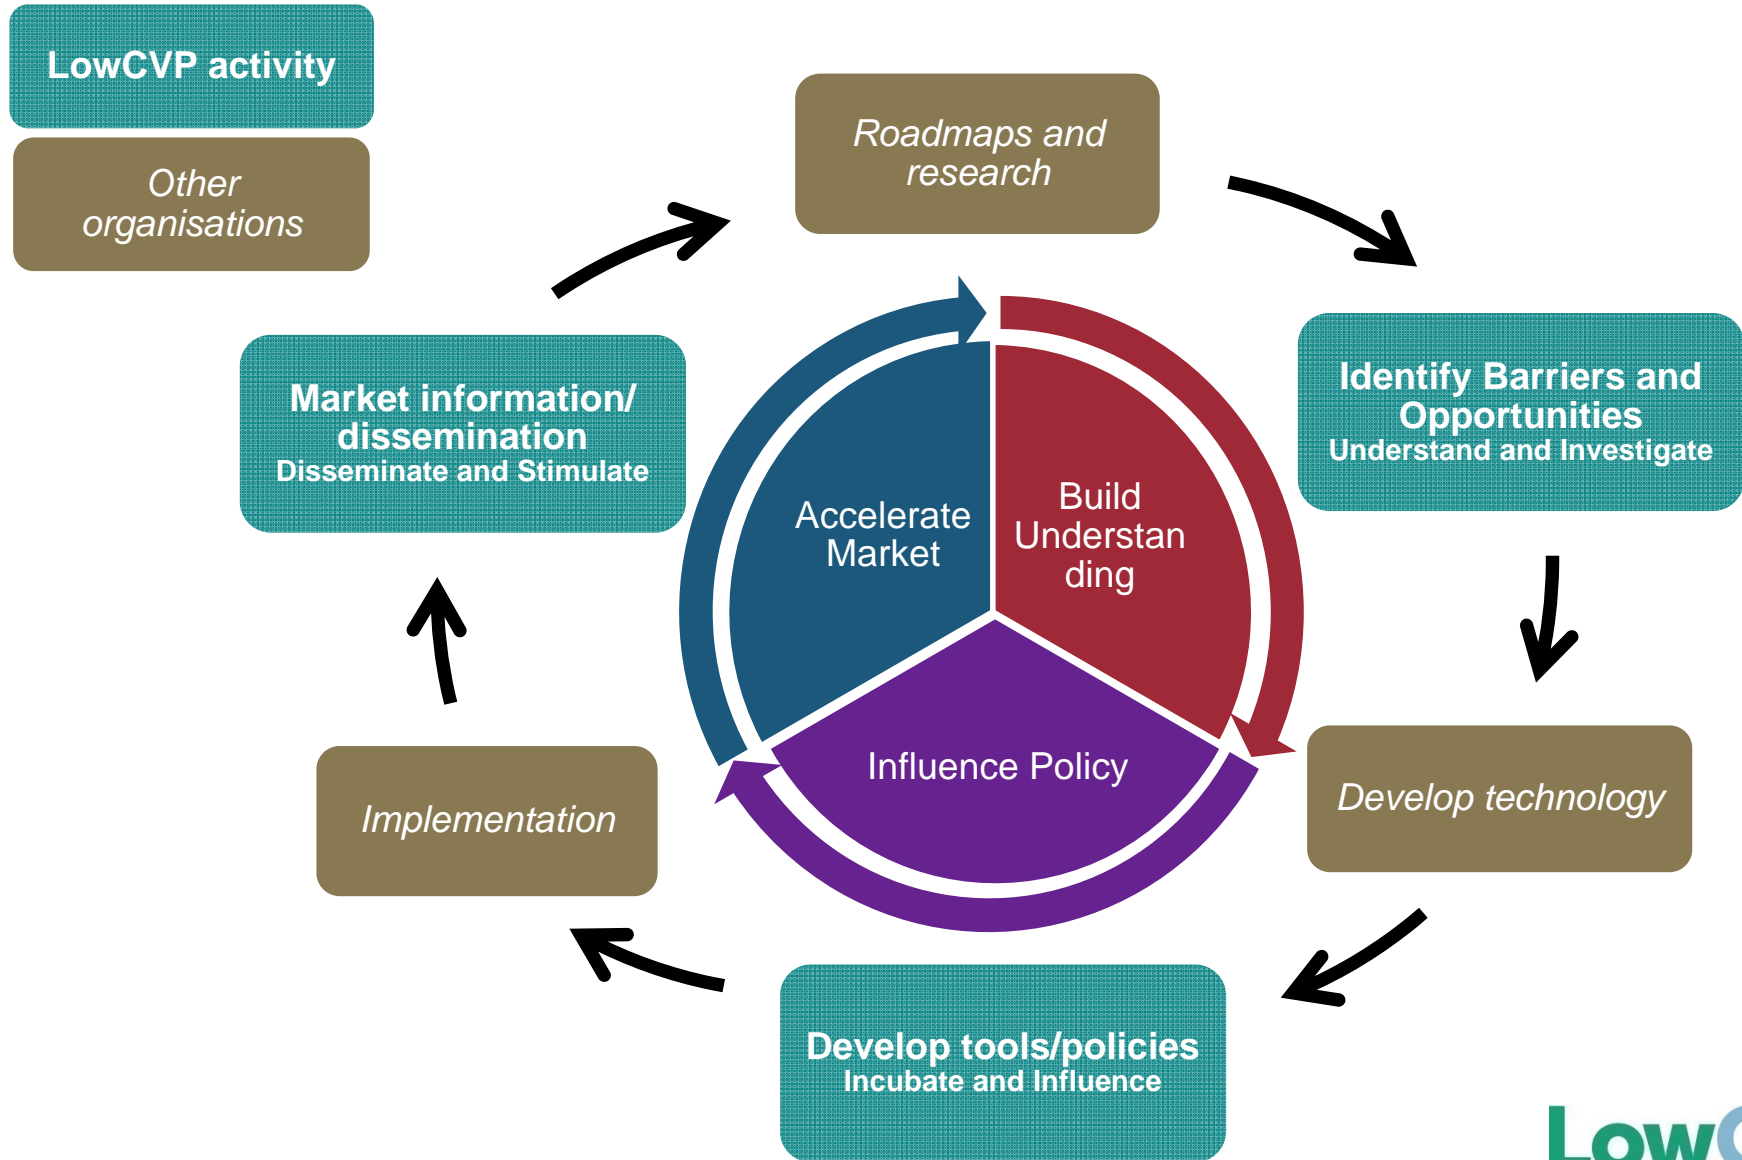 LowCVP activity
Other
organisations
Roadmaps and
research
Market information/
dissemination
Disseminate and Stimulate
Identify Barriers and
Opportunities
Understand and Investigate
Accelerate
Market
Build
Understan
ding
Influence Policy
Implementation
Develop technology
Develop tools/policies
Incubate and Influence
LowC